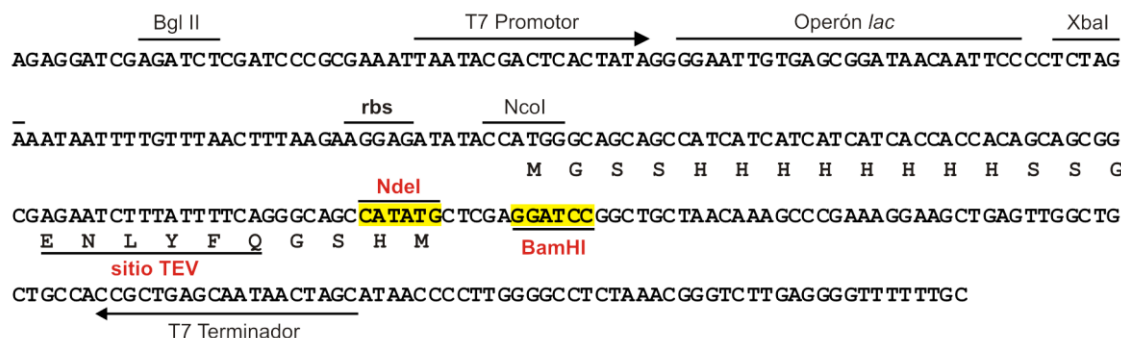 Bgl II T7 Promotor Operón lac XbaI
AGAGGATCGAGATCTCGATCCCGCGAAATTAATACGACTCACTATAGGGGAATTGTGAGCGGATAACAATTCCCCTCTAG
rbs NcoI
AAATAATTTTGTTTAACTTTAAGAAGGAGATATACCATGGGCAGCAGCCATCATCATCATCATCACCACCACAGCAGCGG
M G S S H H H H H H H H S S G
NdeI
CGAGAATCTTTATTTTCAGGGCAGCCATATGCTCGAGGATCCGGCTGCTAACAAAGCCCGAAAGGAAGCTGAGTTGGCTG
E N L Y F Q G S H M BamHI
sitio TEV
CTGCCACCGCTGAGCAATAACTAGCATAACCCCTTGGGGCCTCTAAACGGGTCTTGAGGGGTTTTTTGC
T7 Terminador